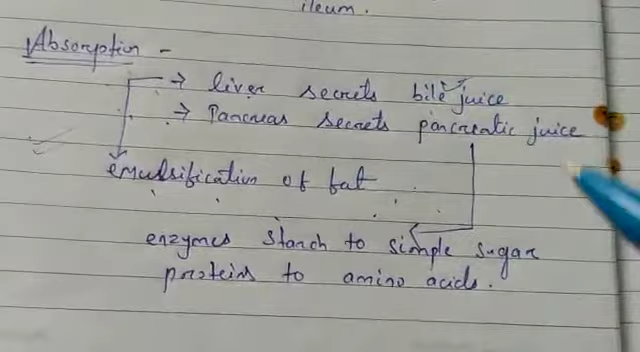 ileum.
Absorption -
→ liver secrets bile juice
→ Pancreas secrets pancreatic juice
emulsification of fat
enzymes starch to simple sugar
proteins to amino acids.